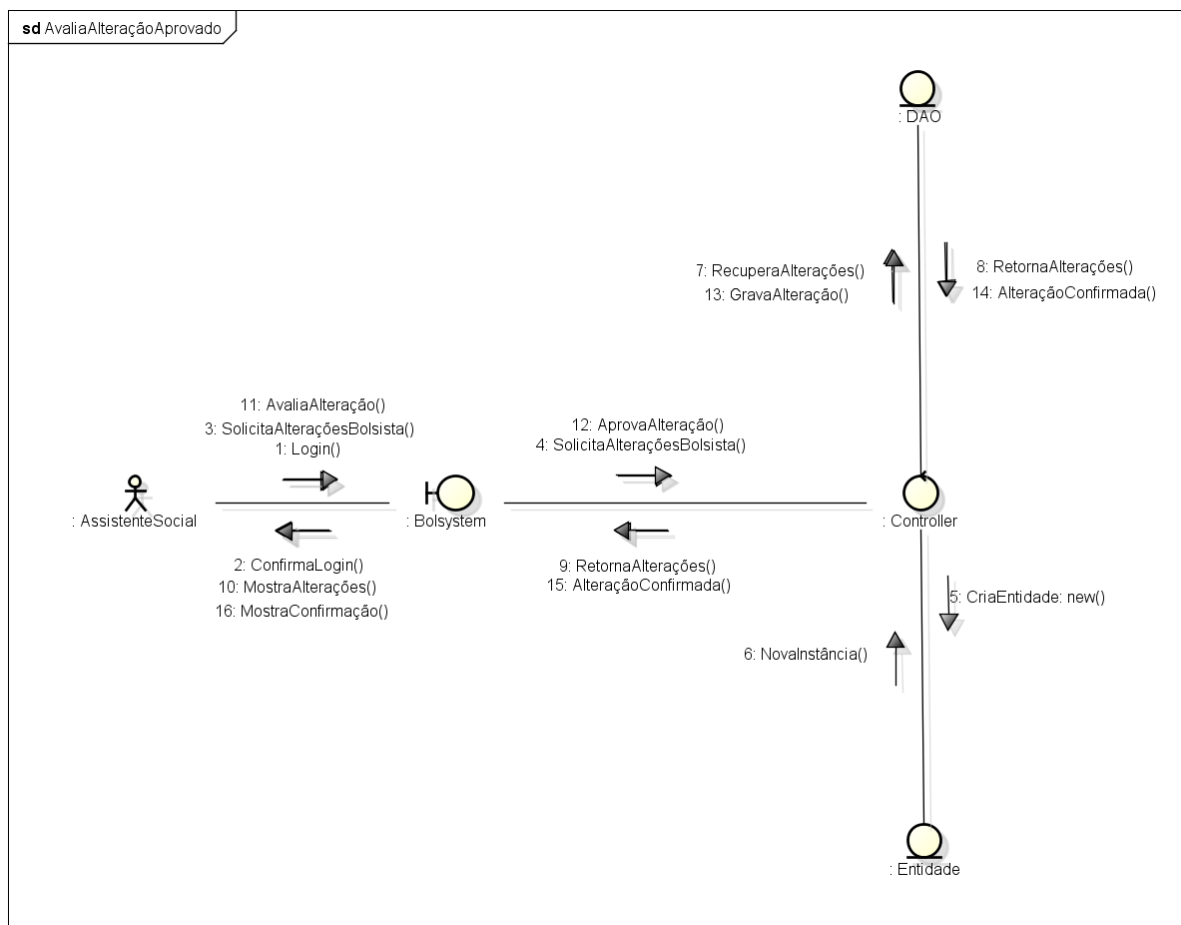 sd AvaliaAlteraçãoAprovado
: DAO
7: RecuperaAlterações()
13: GravaAlteração()
8: RetornaAlterações()
14: AlteraçãoConfirmada()
11: AvaliaAlteração()
3: SolicitaAlteraçõesBolsista()
1: Login()
12: AprovaAlteração()
4: SolicitaAlteraçõesBolsista()
: AssistenteSocial
: Bolsystem
: Controller
2: ConfirmaLogin()
10: MostraAlterações()
16: MostraConfirmação()
9: RetornaAlterações()
15: AlteraçãoConfirmada()
5: CriaEntidade: new()
6: NovaInstância()
: Entidade